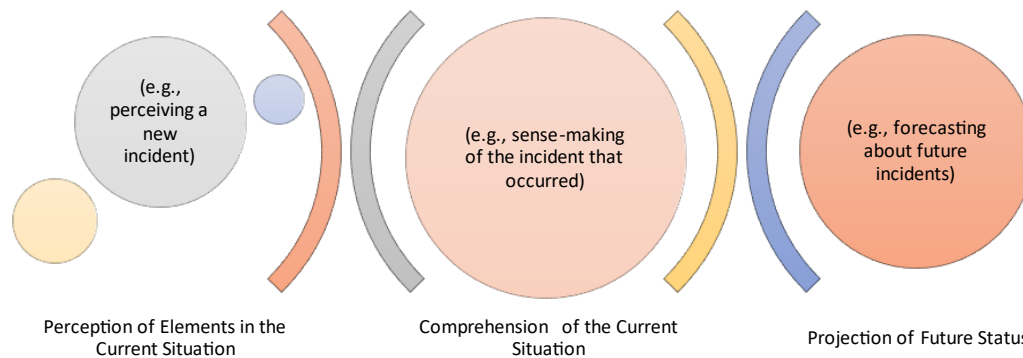 (e.g.,
perceiving a
new
incident)
(e.g., sense-making
of the incident that
occurred)
(e.g., forecasting
about future
incidents)
Perception of Elements in the
Current Situation
Comprehension of the Current
Situation
Projection of Future Status